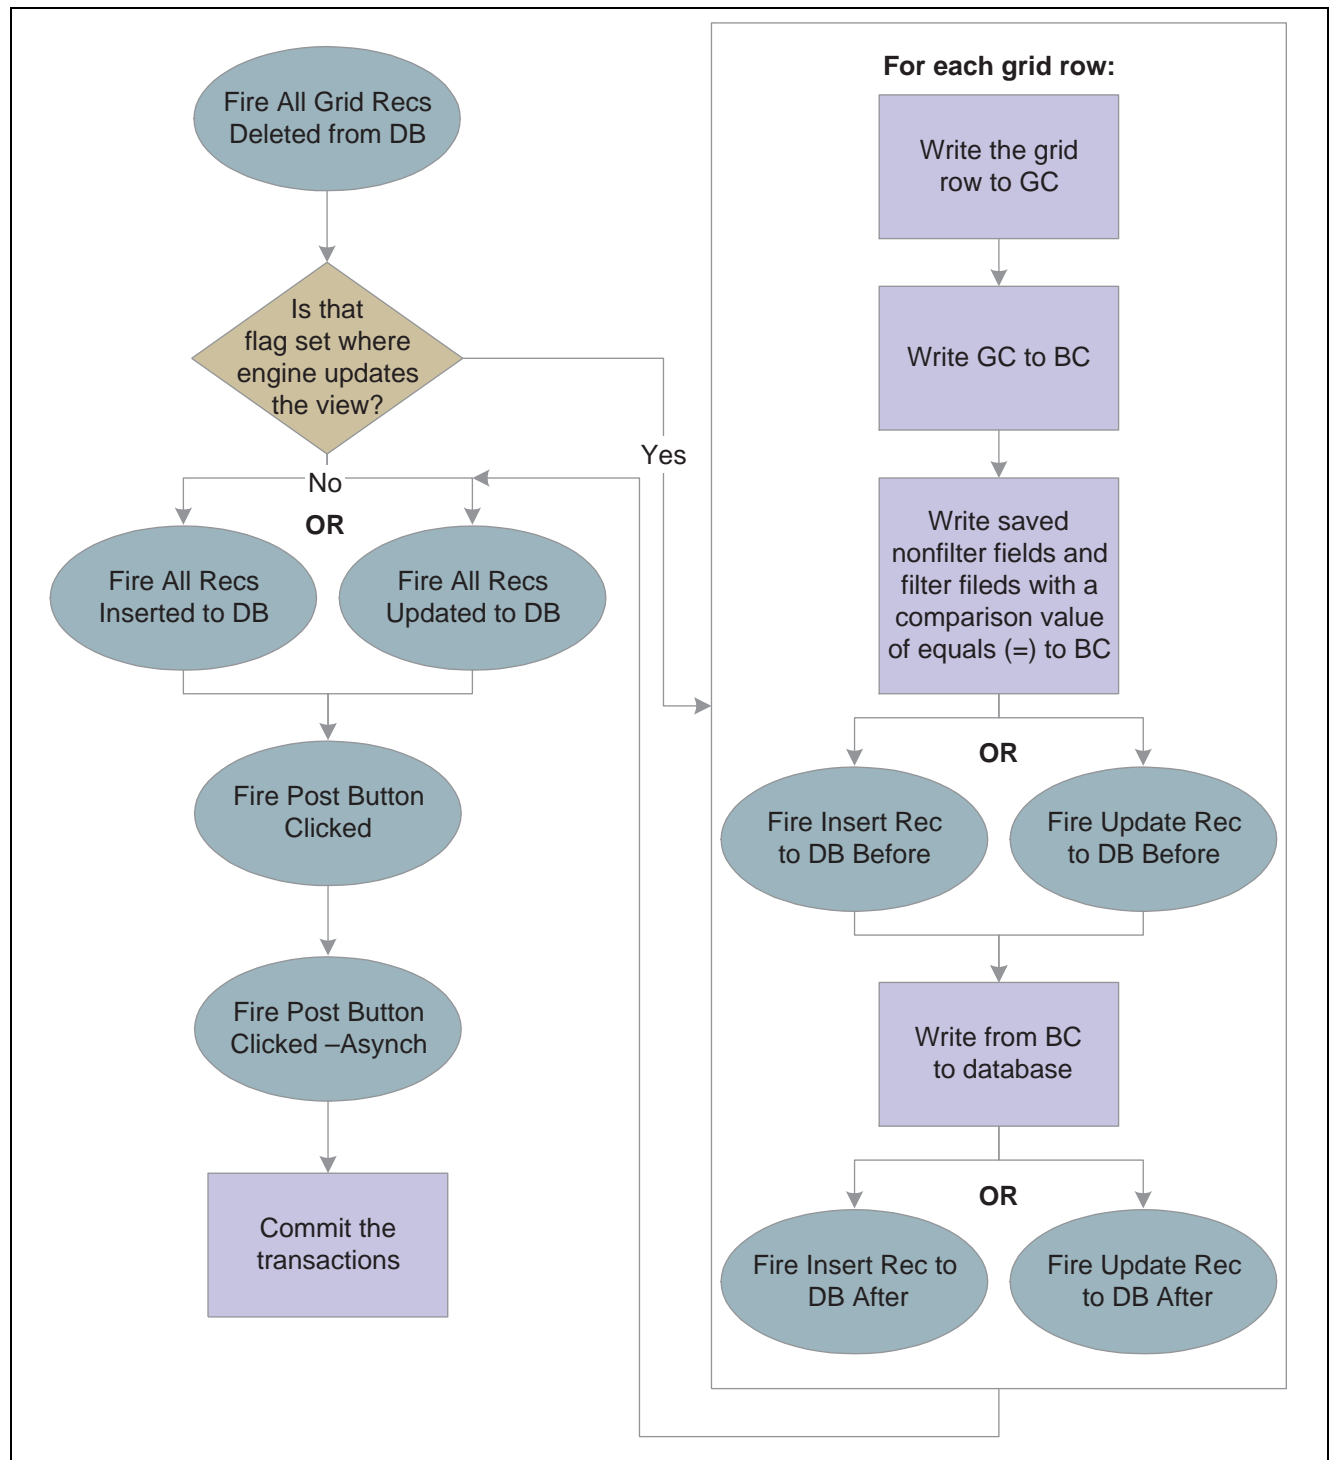 Fire All Grid Recs
Deleted from DB
Is that
flag set where
engine updates
the view?
Yes
No
OR
Fire All Recs
Inserted to DB
Fire All Recs
Updated to DB
Fire Post Button
Clicked
Fire Post Button
Clicked –Asynch
Commit the
transactions
For each grid row:
Write the grid
row to GC
Write GC to BC
Write saved
nonfilter fields and
filter fileds with a
comparison value
of equals (=) to BC
OR
Fire Insert Rec
to DB Before
Fire Update Rec
to DB Before
Write from BC
to database
OR
Fire Insert Rec to
DB After
Fire Update Rec
to DB After